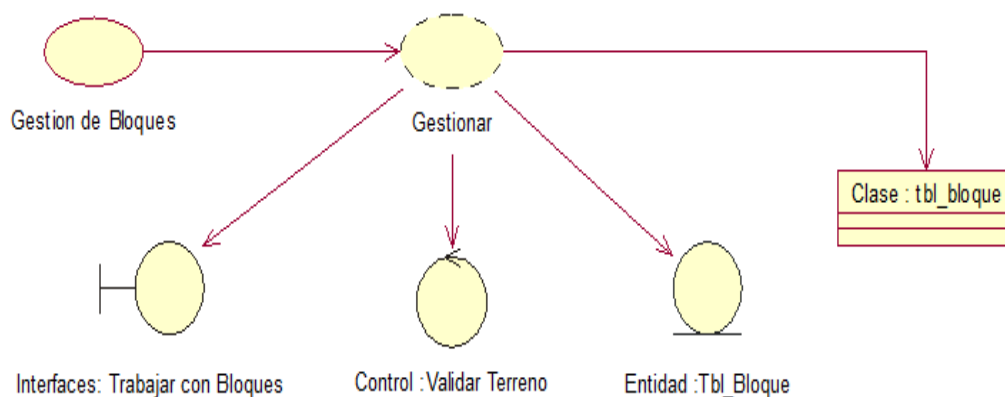 Gestion de Bloques
Gestionar
Clase : tbl_bloque
Interfaces: Trabajar con Bloques
Control :Validar Terreno
Entidad :Tbl_Bloque